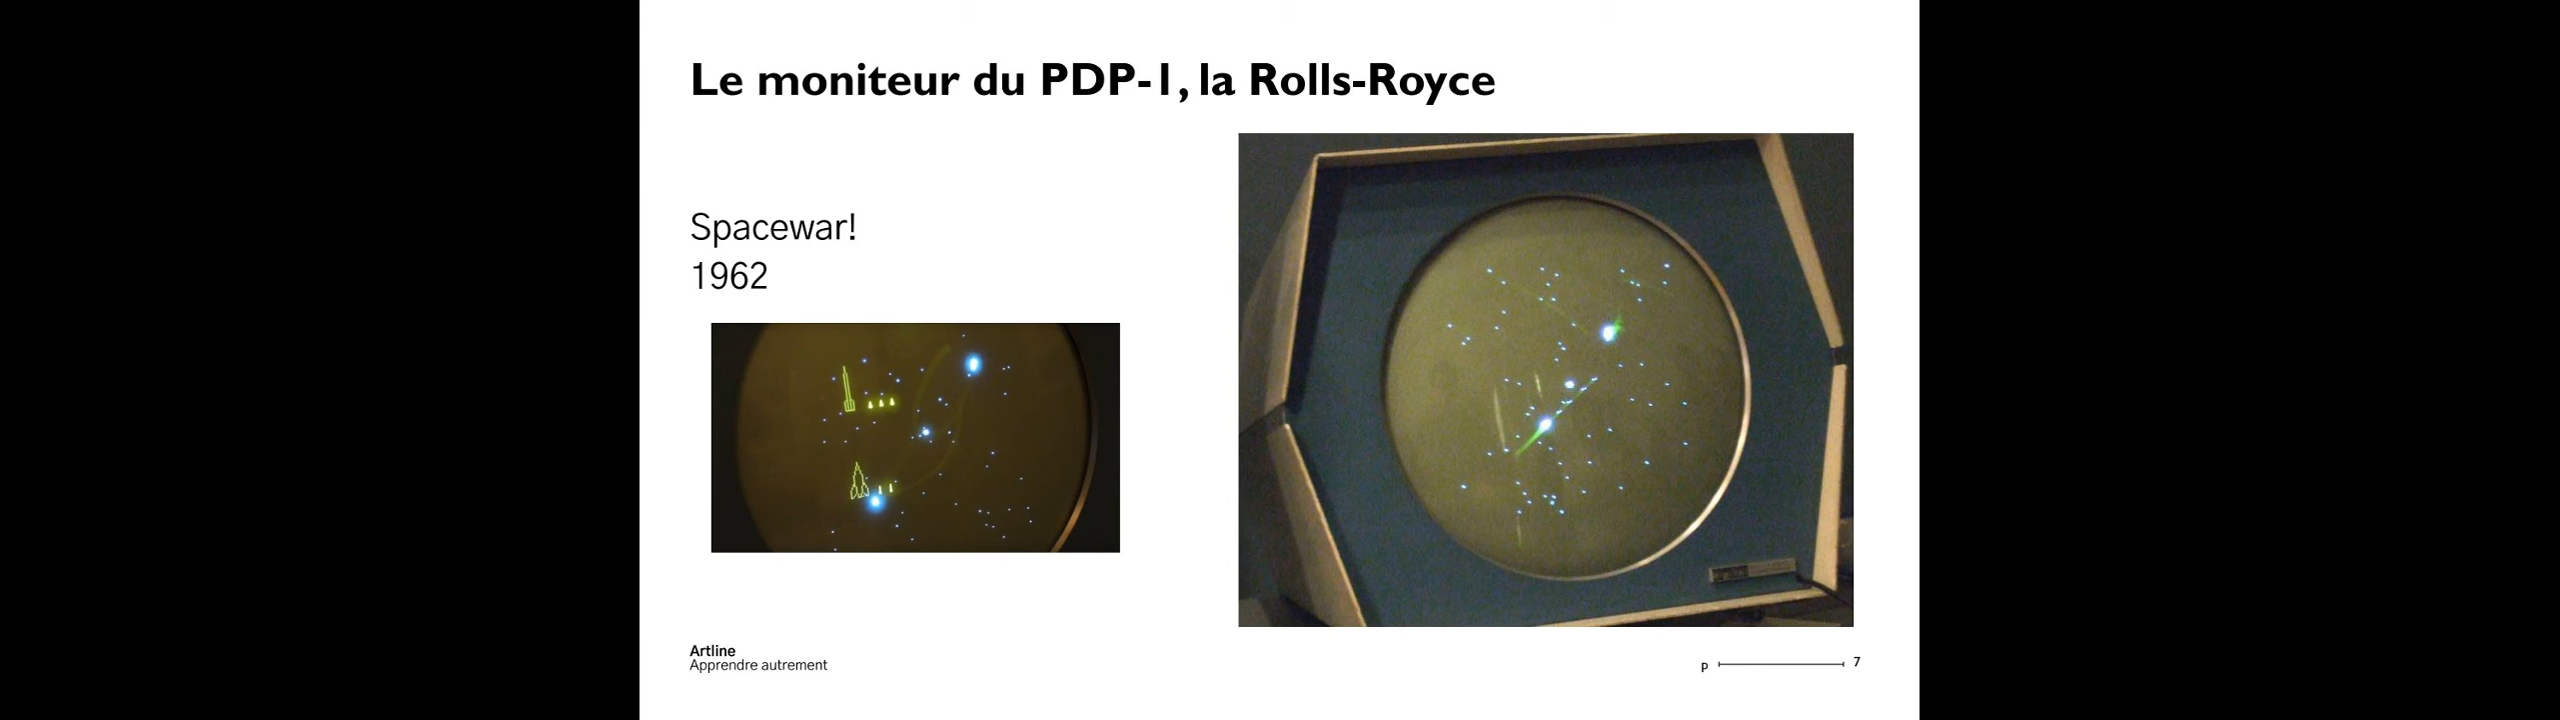 Le moniteur du PDP-1, la Rolls-Royce
Spacewar!
1962
Artline
Apprendre autrement
P 7